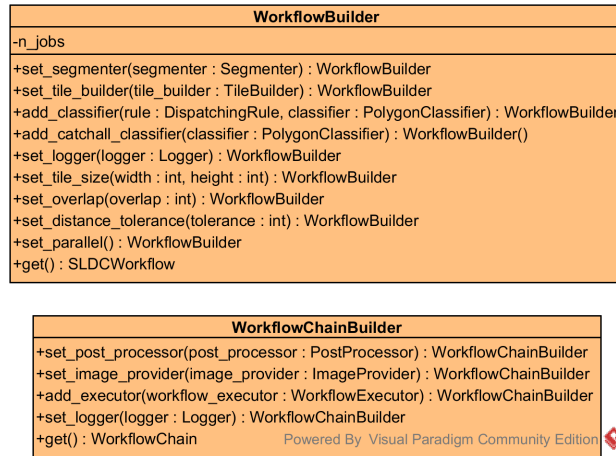 WorkflowBuilder
-n_jobs
+set_segmenter(segmenter : Segmenter) : WorkflowBuilder
+set_tile_builder(tile_builder : TileBuilder) : WorkflowBuilder
+add_classifier(rule : DispatchingRule, classifier : PolygonClassifier) : WorkflowBuilder
+add_catchall_classifier(classifier : PolygonClassifier) : WorkflowBuilder()
+set_logger(logger : Logger) : WorkflowBuilder
+set_tile_size(width : int, height : int) : WorkflowBuilder
+set_overlap(overlap : int) : WorkflowBuilder
+set_distance_tolerance(tolerance : int) : WorkflowBuilder
+set_parallel() : WorkflowBuilder
+get() : SLDCWorkflow
WorkflowChainBuilder
+set_post_processor(post_processor : PostProcessor) : WorkflowChainBuilder
+set_image_provider(image_provider : ImageProvider) : WorkflowChainBuilder
+add_executor(workflow_executor : WorkflowExecutor) : WorkflowChainBuilder
+set_logger(logger : Logger) : WorkflowChainBuilder
+get() : WorkflowChain
Powered By Visual Paradigm Community Edition